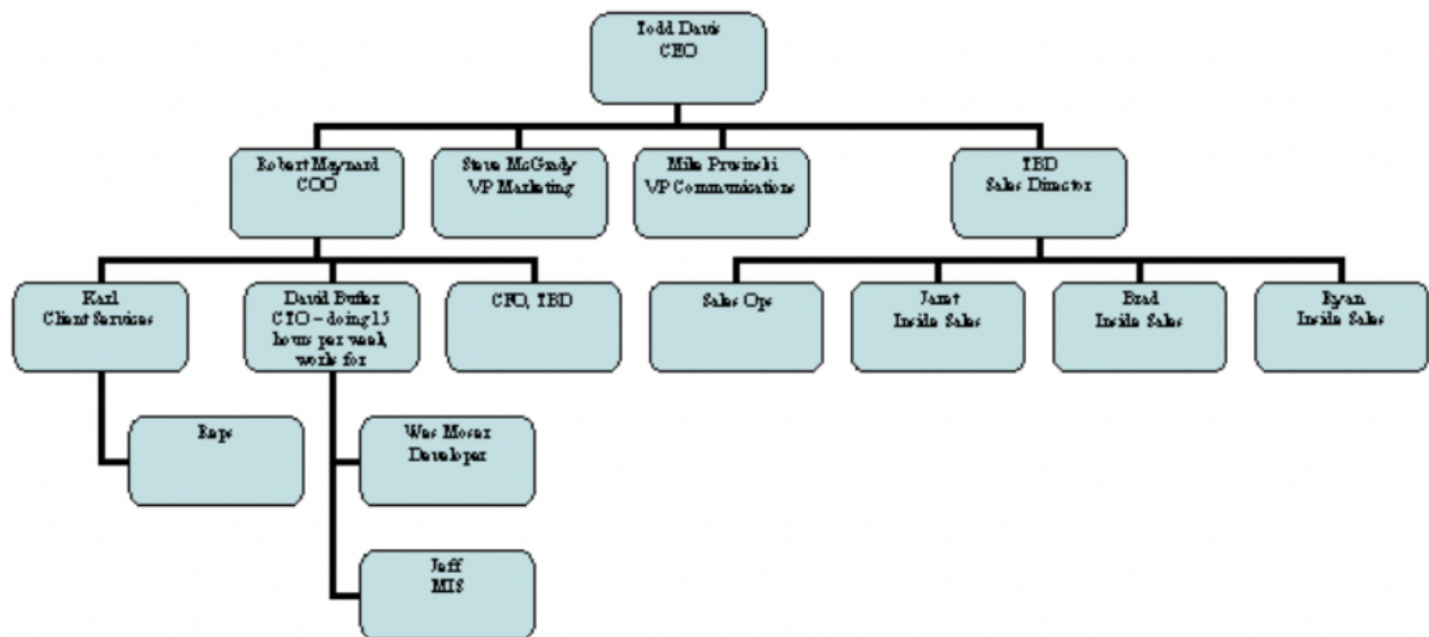 Todd Davis
CEO
Robert Maynard
COO
Steve McGrady
VP Marketing
Mike Prusinski
VP Communications
TBD
Sales Director
Karl
Client Services
David Butler
CTO – doing 15
hours per week,
works for
CFO, TBD
Sales Ops
Janet
Inside Sales
Brad
Inside Sales
Ryan
Inside Sales
Reps
Wes Moser
Developer
Jeff
MIS